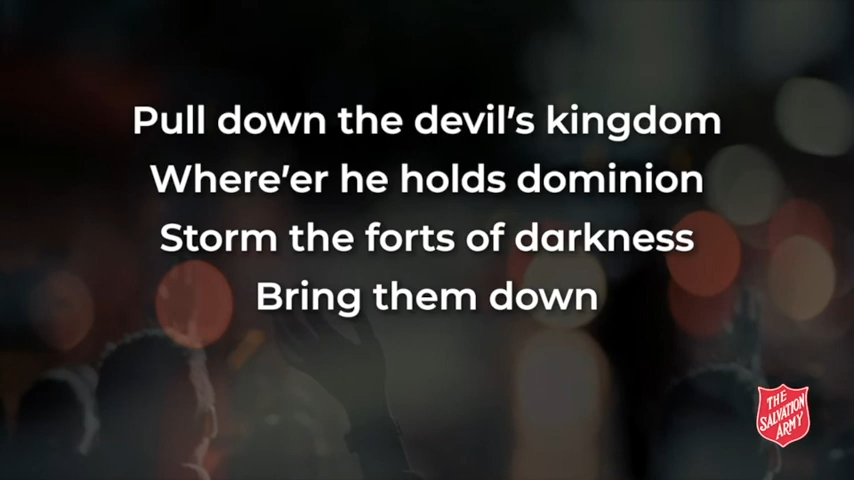 Pull down the devil's kingdom
Where'er he holds dominion
Storm the forts of darkness
Bring them down
THE
SALVATION
ARMY